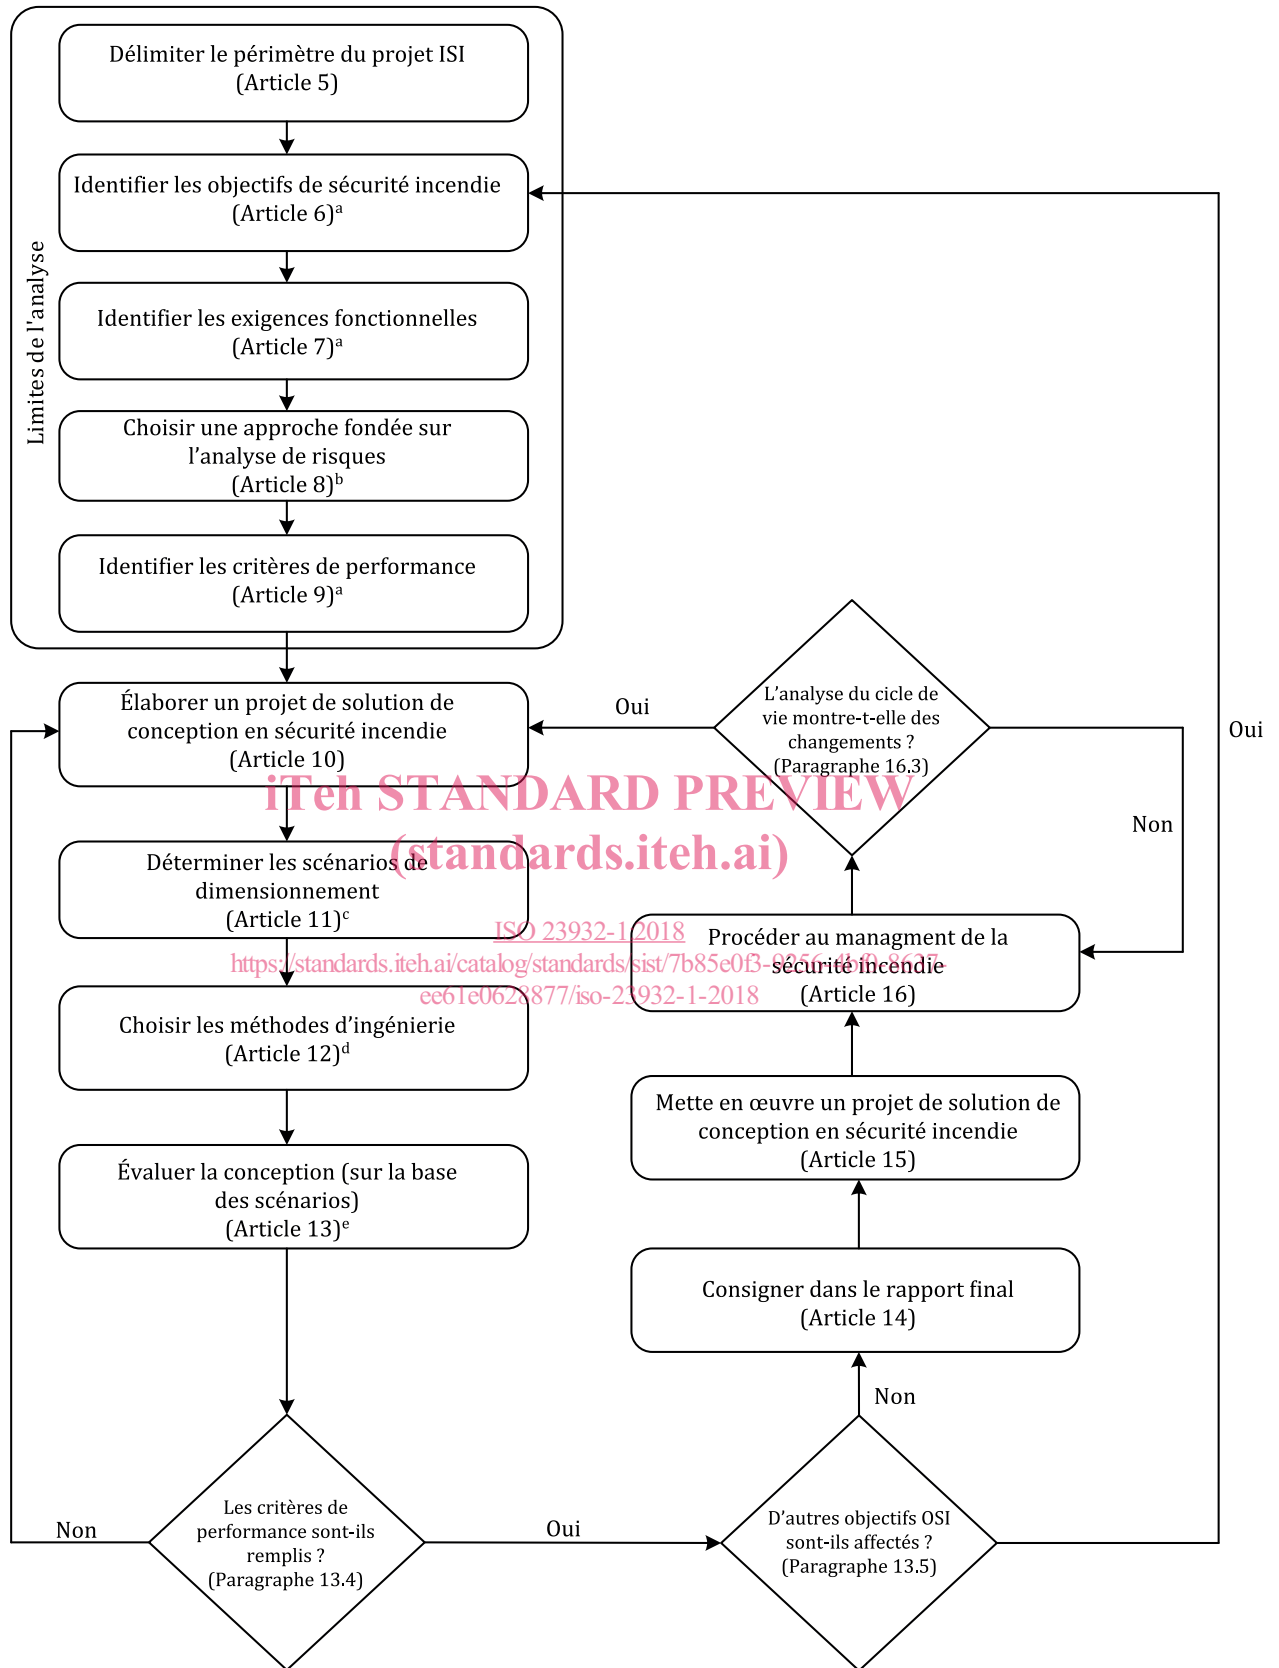 Limites de l'analyse
Délimiter le périmètre du projet ISI
(Article 5)
Identifier les objectifs de sécurité incendie
(Article 6)ᵃ
Identifier les exigences fonctionnelles
(Article 7)ᵃ
Choisir une approche fondée sur
l’analyse de risques
(Article 8)ᵇ
Identifier les critères de performance
(Article 9)ᵃ
Élaborer un projet de solution de
conception en sécurité incendie
(Article 10)
Déterminer les scénarios de
dimensionnement
(Article 11)ᶜ
Choisir les méthodes d’ingénierie
(Article 12)ᵈ
Évaluer la conception (sur la base
des scénarios)
(Article 13)ᵉ
Les critères de
performance sont-ils
remplis ?
(Paragraphe 13.4)
Non
Oui
D’autres objectifs OSI
sont-ils affectés ?
(Paragraphe 13.5)
Non
Oui
Consigner dans le rapport final
(Article 14)
Mette en œuvre un projet de solution de
conception en sécurité incendie
(Article 15)
Procéder au managment de la
sécurité incendie
(Article 16)
L’analyse du cicle de
vie montre-t-elle des
changements ?
(Paragraphe 16.3)
Oui
Non
iTeh STANDARD PREVIEW
(standards.iteh.ai)
ISO 23932-1:2018
https://standards.iteh.ai/catalog/standards/sist/7b85e0f3-9256-4bf0-8637-
ee61e0628877/iso-23932-1-2018